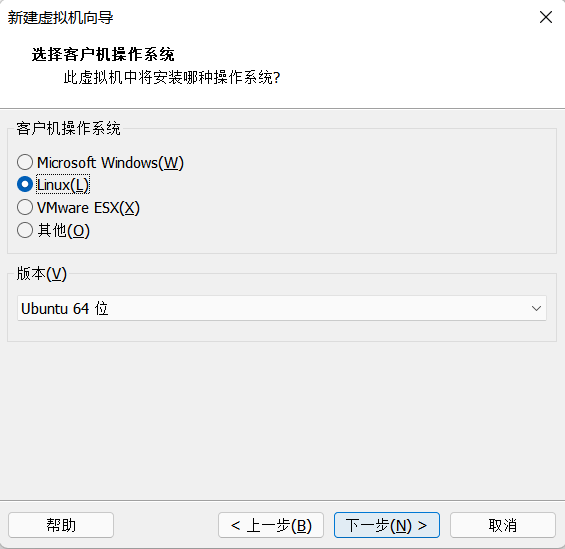 新建虚拟机向导
选择客户机操作系统
此虚拟机中将安装哪种操作系统?
客户机操作系统
Microsoft Windows(W)
Linux(L)
VMware ESX(X)
其他(O)
版本(V)
Ubuntu 64 位
帮助
< 上一步(B)
下一步(N) >
取消